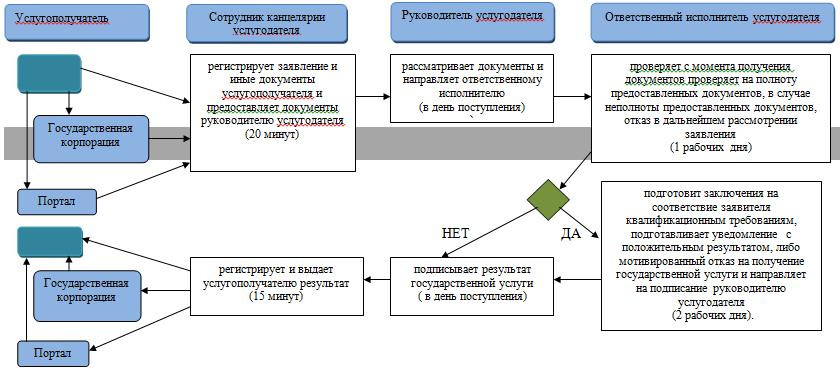 Услугополучатель
Сотрудник канцелярии
услугодателя
Руководитель услугодателя
Ответственный исполнитель услугодателя
регистрирует заявление и
иные документы
услугополучателя и
предоставляет документы
руководителю услугодателя
(20 минут)
рассматривает документы и
направляет ответственному
исполнителю
(в день поступления)
`
проверяет с момента получения
документов проверяет на полноту
предоставленных документов, в случае
неполноты предоставленных документов,
отказ в дальнейшем рассмотрении
заявления
(1 рабочих дня)
Государственная
корпорация
Портал
НЕТ
ДА
подготовит заключения на
соответствие заявителя
квалификационным требованиям,
подготавливает уведомление с
положительным результатом, либо
мотивированный отказ на получение
государственной услуги и направляет
на подписание руководителю
услугодателя
(2 рабочих дня).
подписывает результат
государственной услуги
( в день поступления)
регистрирует и выдает
услугополучателю результат
(15 минут)
Государственная
корпорация
Портал